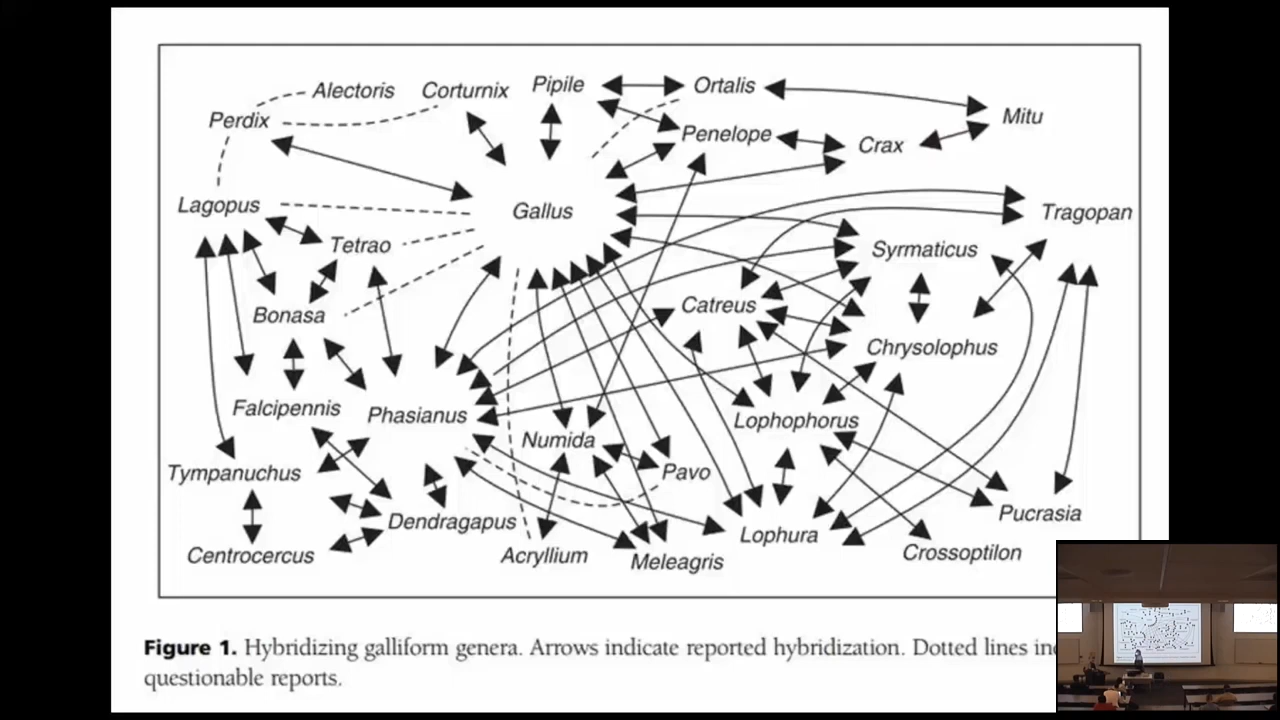 Alectoris
Corturnix
Pipile
Ortalis
Perdix
Penelope
Mitu
Crax
Lagopus
Gallus
Tragopan
Tetrao
Syrmaticus
Bonasa
Catreus
Chrysolophus
Falcipennis
Phasianus
Lophophorus
Numida
Tympanuchus
Pavo
Dendragapus
Pucrasia
Centrocercus
Acryllium
Meleagris
Lophura
Crossoptilon
Figure 1. Hybridizing galliform genera. Arrows indicate reported hybridization. Dotted lines
questionable reports.